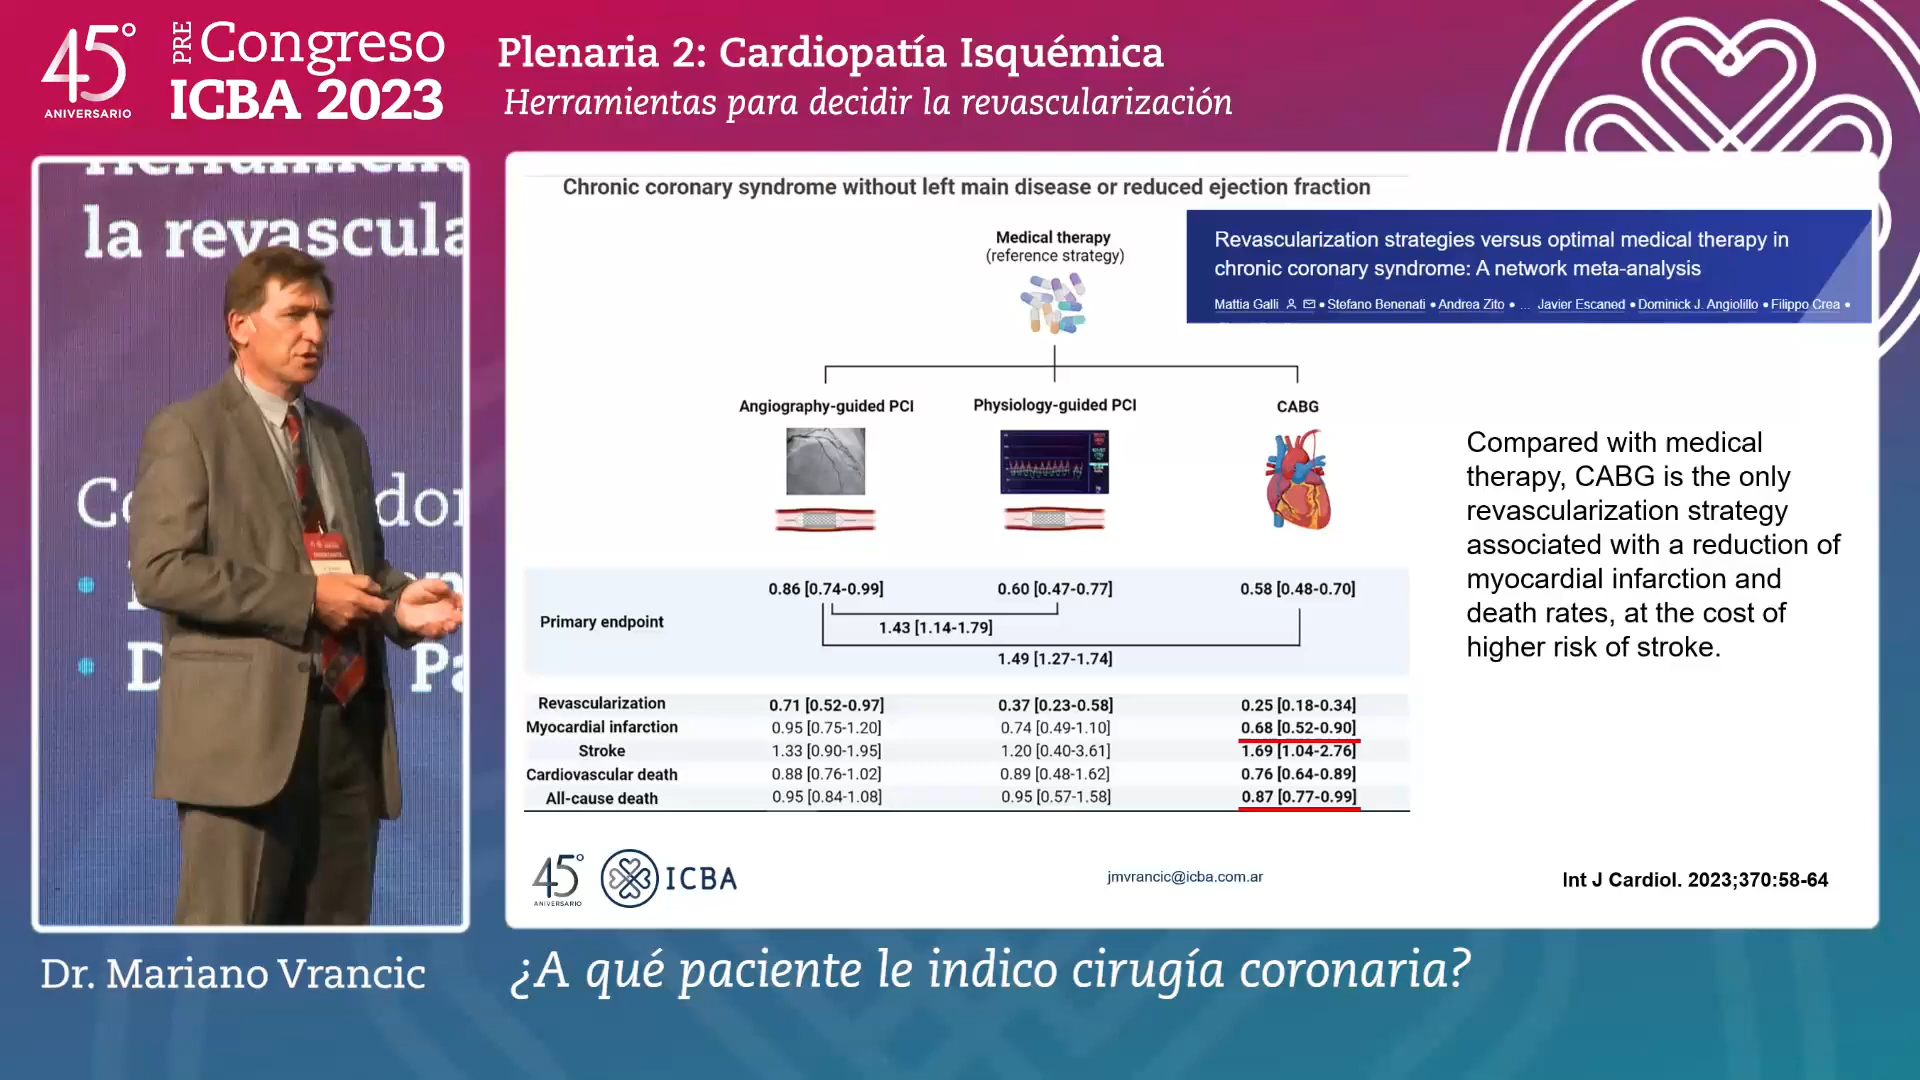 45°
ANIVERSARIO
PRE
Congreso
ICBA 2023
Plenaria 2: Cardiopatía Isquémica
Herramientas para decidir la revascularización
la revascula
Chronic coronary syndrome without left main disease or reduced ejection fraction
Medical therapy
(reference strategy)
Revascularization strategies versus optimal medical therapy in
chronic coronary syndrome: A network meta-analysis
Mattia Galli • Stefano Benenati • Andrea Zito • ... Javier Escaned • Dominick J. Angiolillo • Filippo Crea •
Angiography-guided PCI
Physiology-guided PCI
CABG
Compared with medical
therapy, CABG is the only
revascularization strategy
associated with a reduction of
myocardial infarction and
death rates, at the cost of
higher risk of stroke.
Primary endpoint
0.86 [0.74-0.99] 0.60 [0.47-0.77] 0.58 [0.48-0.70]
1.43 [1.14-1.79]
1.49 [1.27-1.74]
Revascularization 0.71 [0.52-0.97] 0.37 [0.23-0.58] 0.25 [0.18-0.34]
Myocardial infarction 0.95 [0.75-1.20] 0.74 [0.49-1.10] 0.68 [0.52-0.90]
Stroke 1.33 [0.90-1.95] 1.20 [0.40-3.61] 1.69 [1.04-2.76]
Cardiovascular death 0.88 [0.76-1.02] 0.89 [0.48-1.62] 0.76 [0.64-0.89]
All-cause death 0.95 [0.84-1.08] 0.95 [0.57-1.58] 0.87 [0.77-0.99]
45°
ANIVERSARIO
ICBA
jmvrancic@icba.com.ar
Int J Cardiol. 2023;370:58-64
Dr. Mariano Vrancic
¿A qué paciente le indico cirugía coronaria?